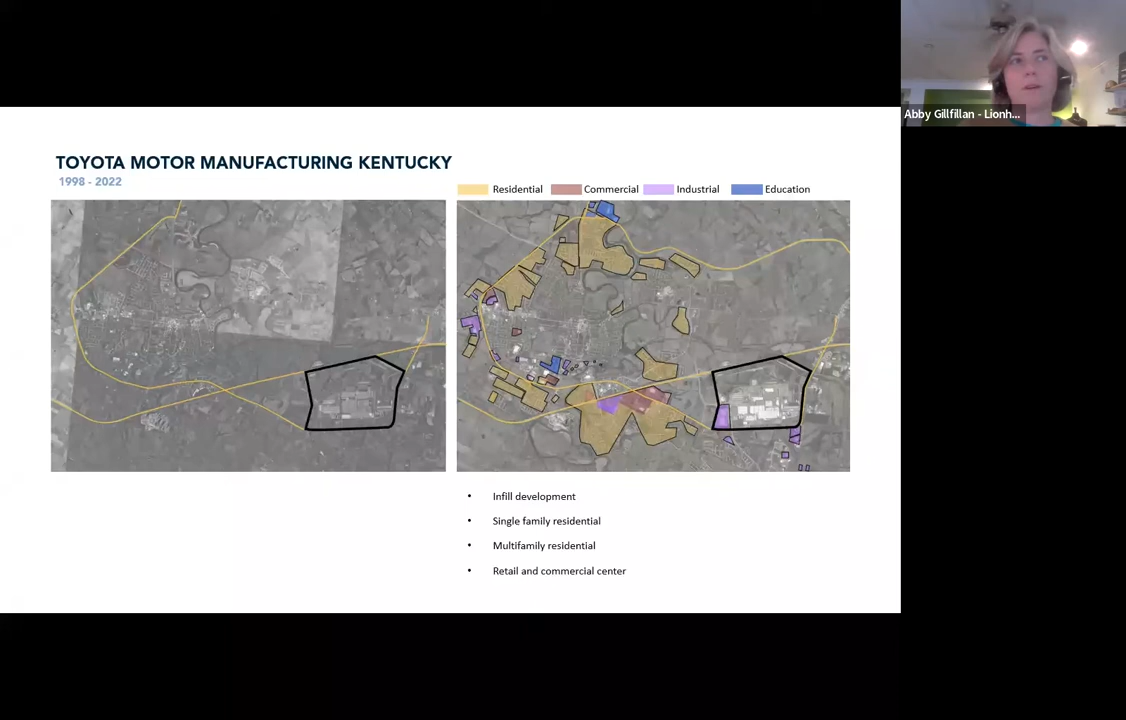 Abby Gillfillan - Lionh...
TOYOTA MOTOR MANUFACTURING KENTUCKY
1998 - 2022
Residential Commercial Industrial Education
• Infill development
• Single family residential
• Multifamily residential
• Retail and commercial center